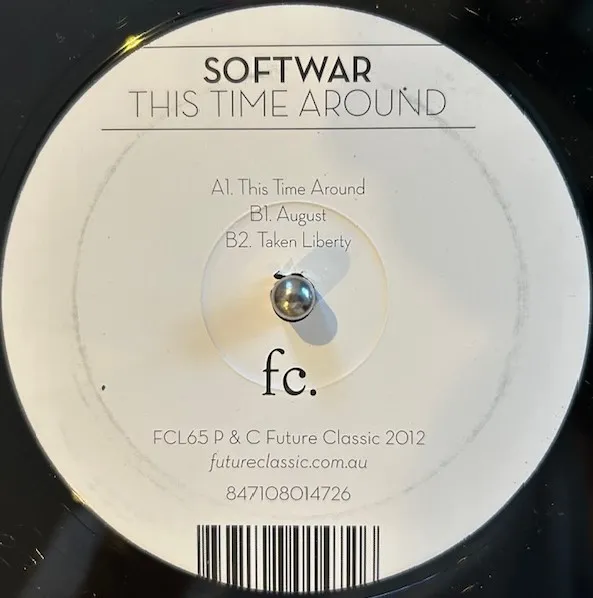 SOFTWAR
THIS TIME AROUND
A1. This Time Around
B1. August
B2. Taken Liberty
fc.
FCL65 P & C Future Classic 2012
futureclassic.com.au
847108014726